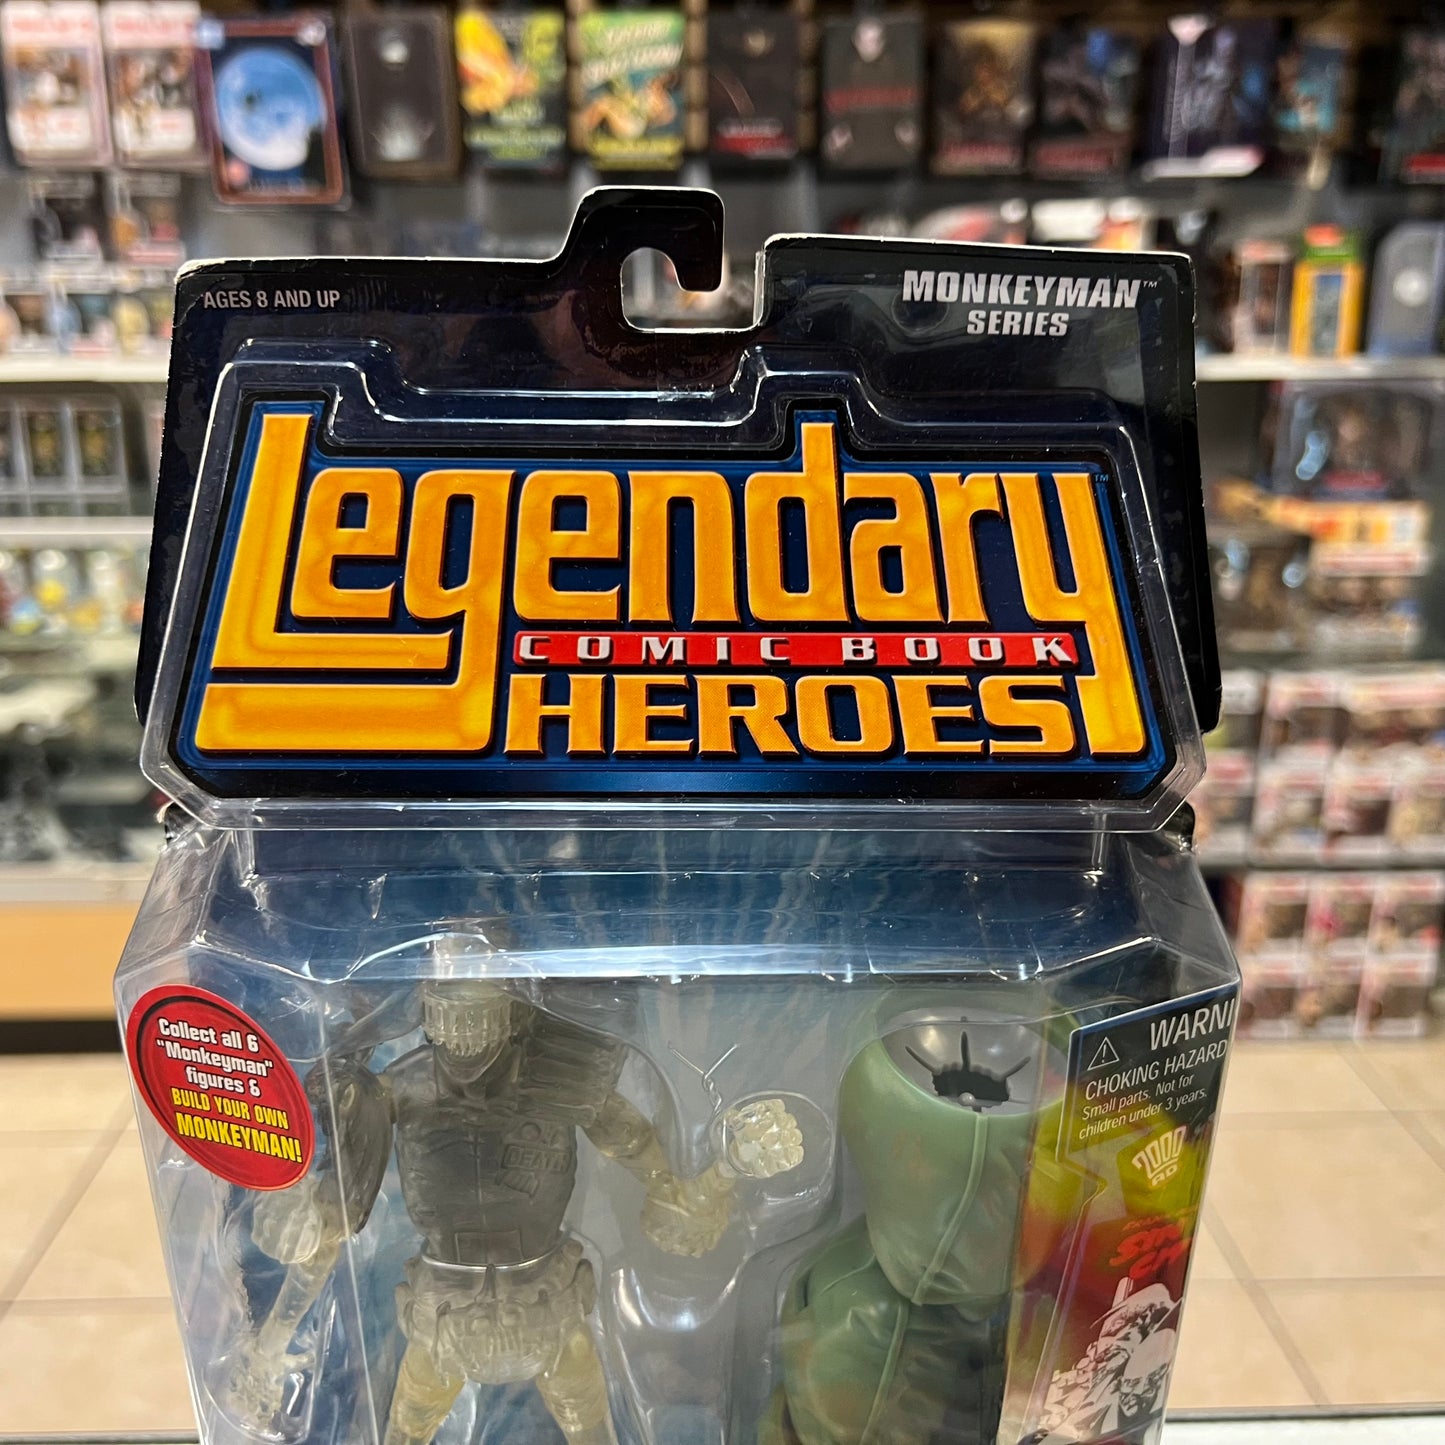 AGES 8 AND UP
MONKEYMAN™
SERIES
Legendary™
COMIC BOOK
HEROES
Collect all 6
"Monkeyman"
figures &
BUILD YOUR OWN
MONKEYMAN!
DEATH
WARNI
CHOKING HAZARD
Small parts. Not for
children under 3 years.
2000
AD